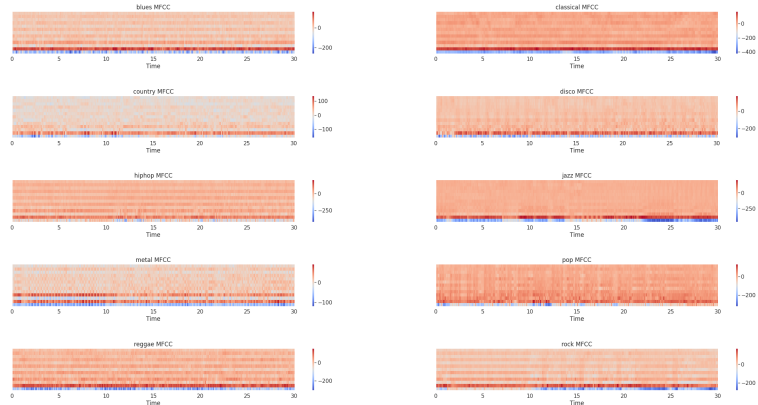 blues MFCC
0
−200
0 5 10 15 20 25 30
Time
classical MFCC
0
−200
−400
0 5 10 15 20 25 30
Time
country MFCC
100
0
−100
0 5 10 15 20 25 30
Time
disco MFCC
0
−200
0 5 10 15 20 25 30
Time
hiphop MFCC
0
−250
0 5 10 15 20 25 30
Time
jazz MFCC
0
−250
0 5 10 15 20 25 30
Time
metal MFCC
0
−100
0 5 10 15 20 25 30
Time
pop MFCC
0
−200
0 5 10 15 20 25 30
Time
reggae MFCC
0
−200
0 5 10 15 20 25 30
Time
rock MFCC
0
−200
0 5 10 15 20 25 30
Time